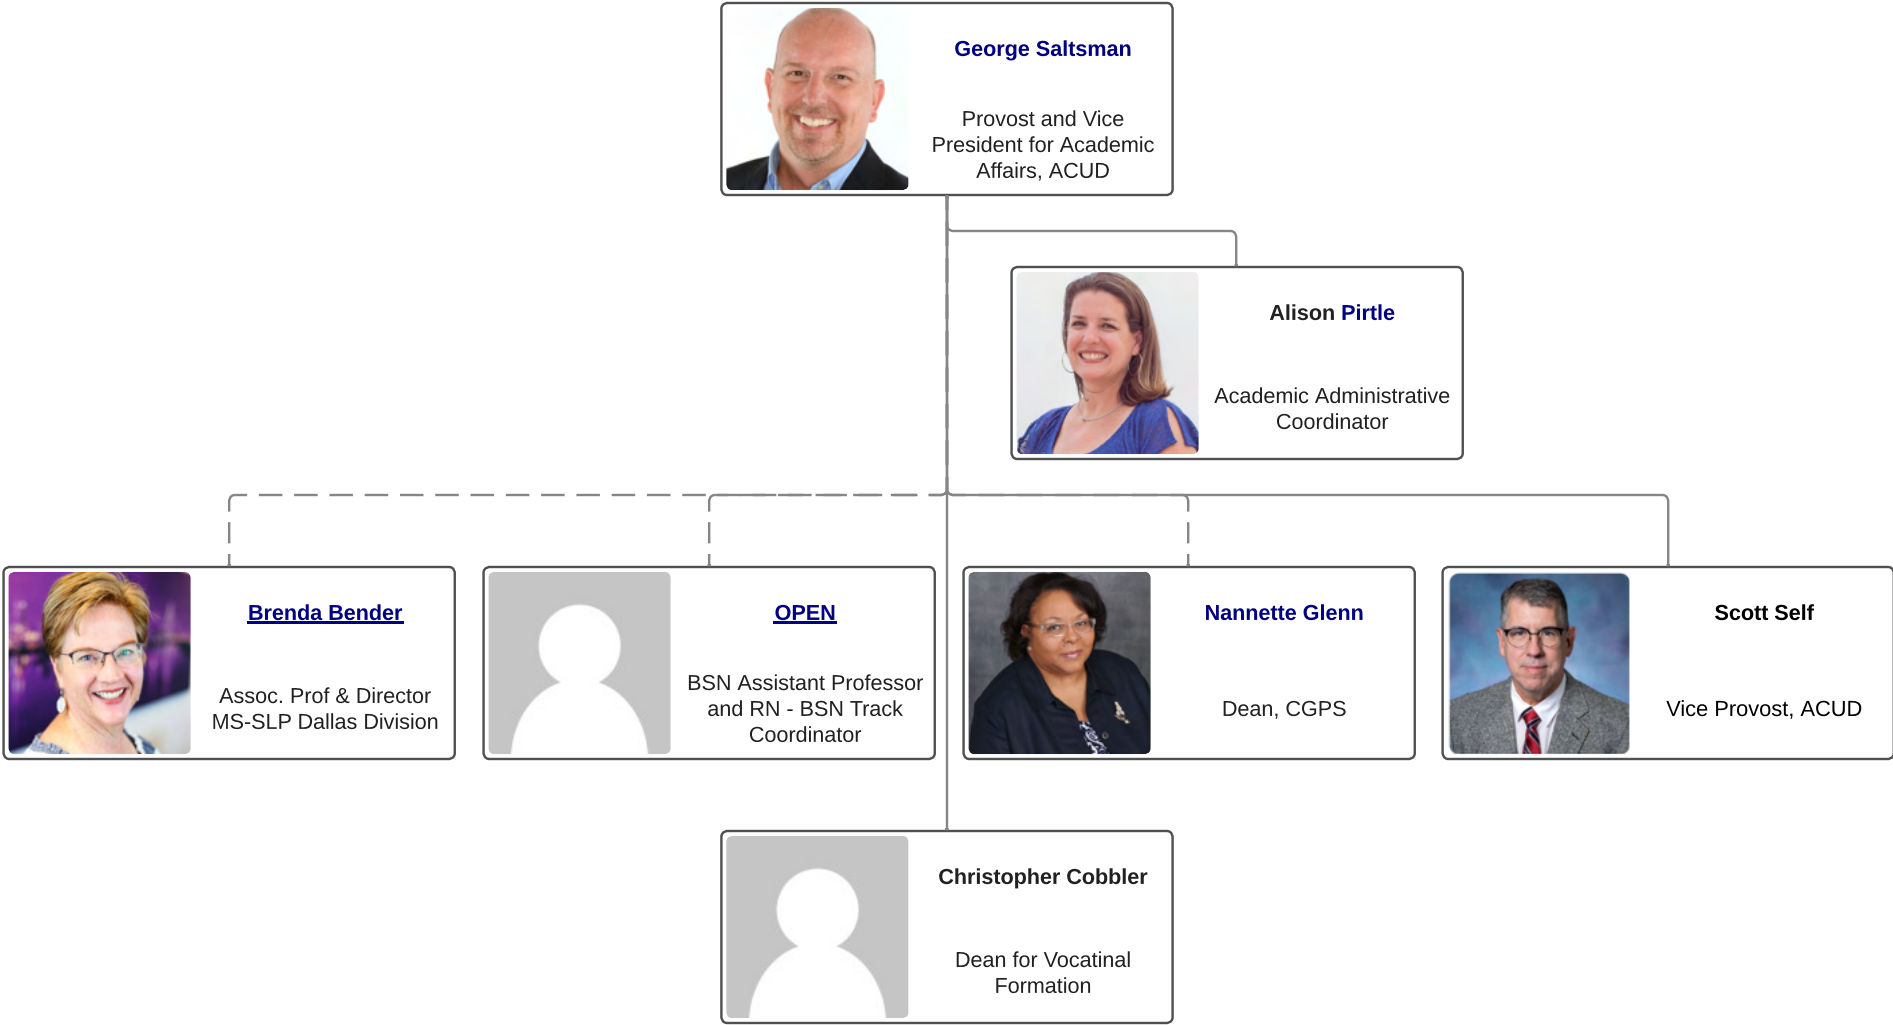 George Saltsman
Provost and Vice
President for Academic
Affairs, ACUD
Alison Pirtle
Academic Administrative
Coordinator
Brenda Bender
Assoc. Prof & Director
MS-SLP Dallas Division
OPEN
BSN Assistant Professor
and RN - BSN Track
Coordinator
Nannette Glenn
Dean, CGPS
Scott Self
Vice Provost, ACUD
Christopher Cobbler
Dean for Vocatinal
Formation